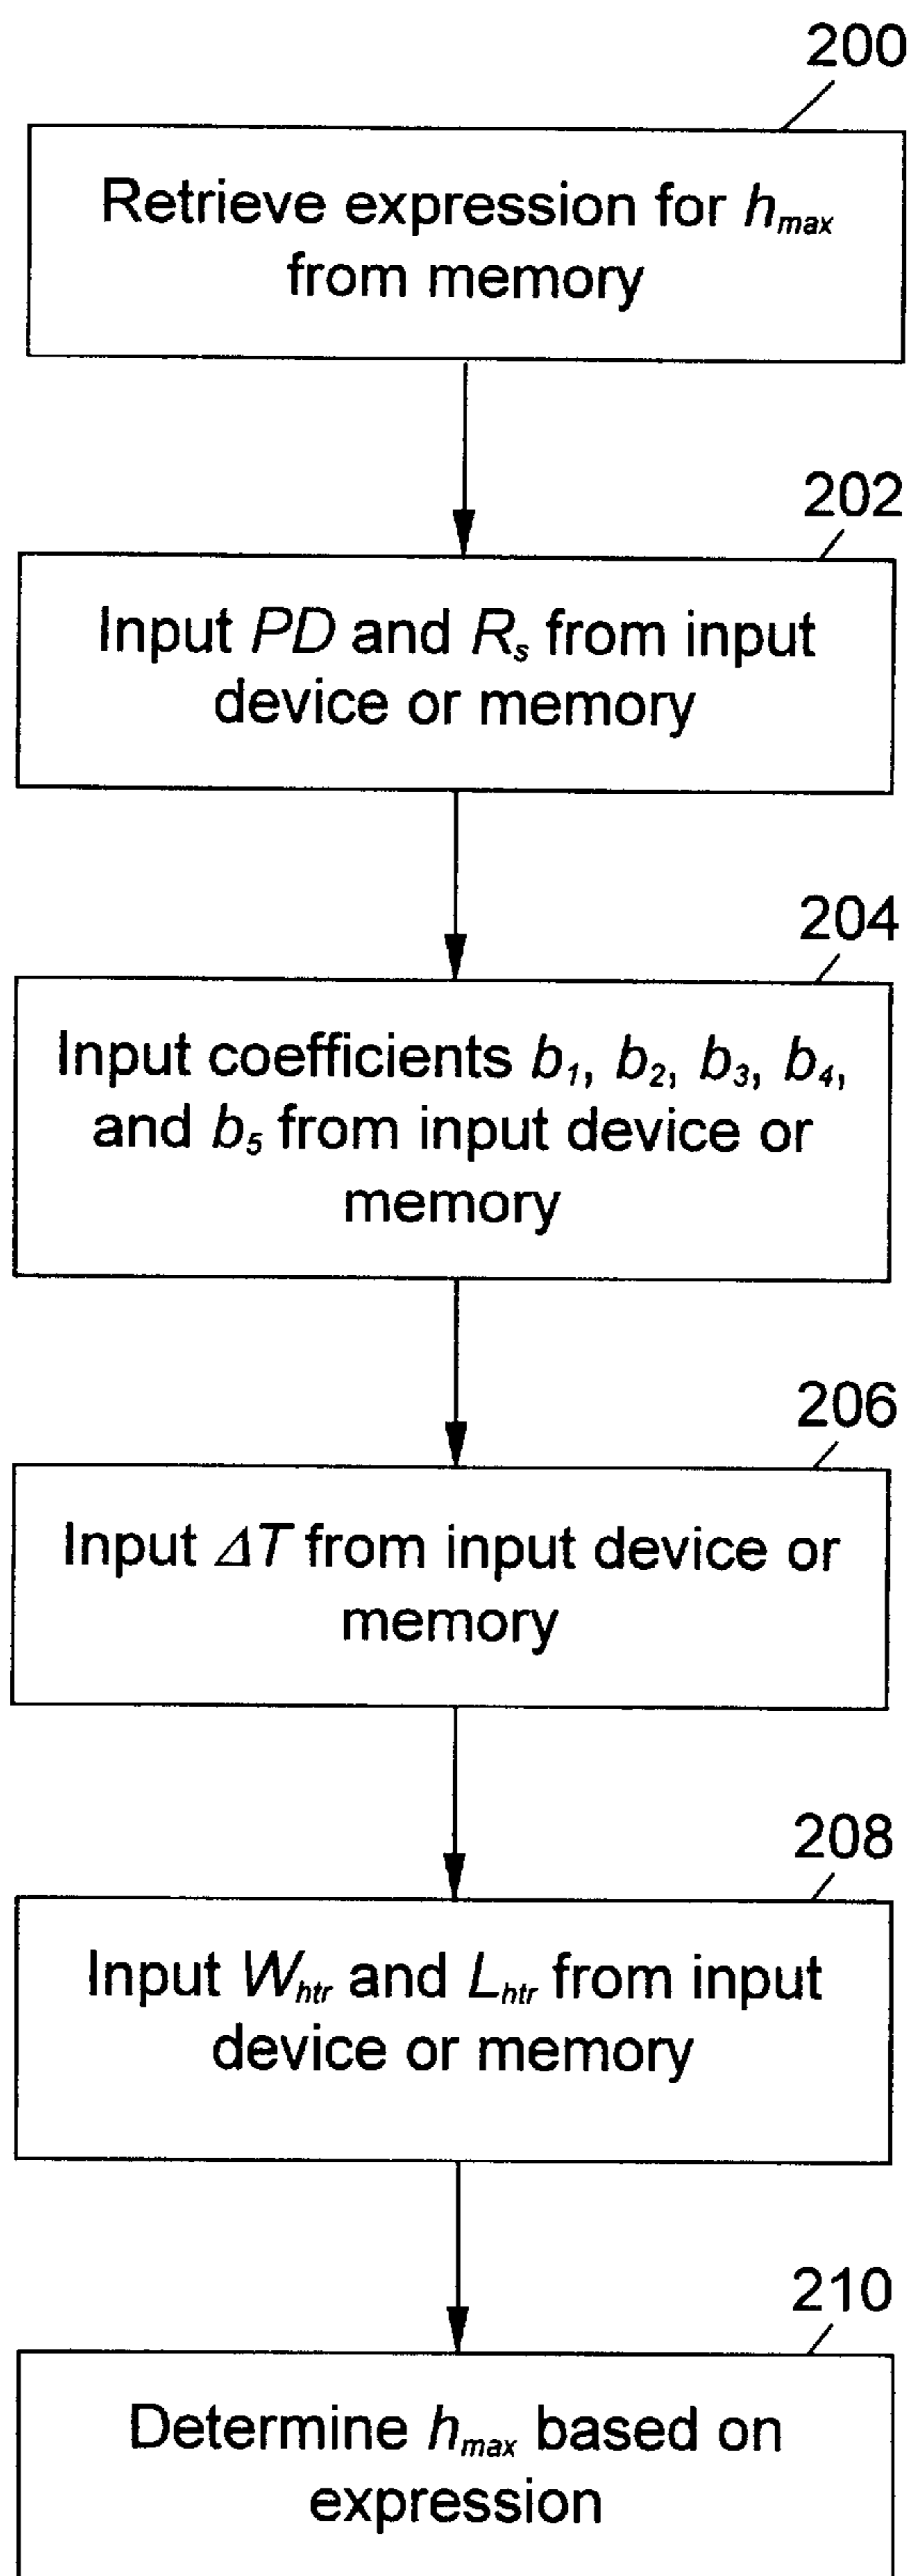 200
Retrieve expression for hmax
from memory
202
Input PD and Rs from input
device or memory
204
Input coefficients b1, b2, b3, b4,
and b5 from input device or
memory
206
Input ΔT from input device or
memory
208
Input Whtr and Lhtr from input
device or memory
210
Determine hmax based on
expression